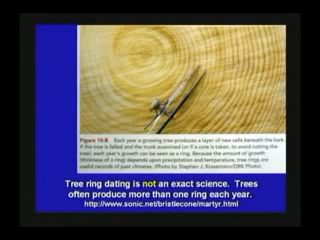 Figure 10.8 Each year a growing tree produces a layer of new cells beneath the bark.
If the tree is felled and the trunk examined (or if a core is taken, to avoid cutting the
tree), each year's growth can be seen as a ring. Because the amount of growth
(thickness of a ring) depends upon precipitation and temperature, tree rings are
useful records of past climates. (Photo by Stephen J. Krasemann/DRK Photo)
Tree ring dating is not an exact science. Trees
often produce more than one ring each year.
http://www.sonic.net/bristlecone/martyr.html